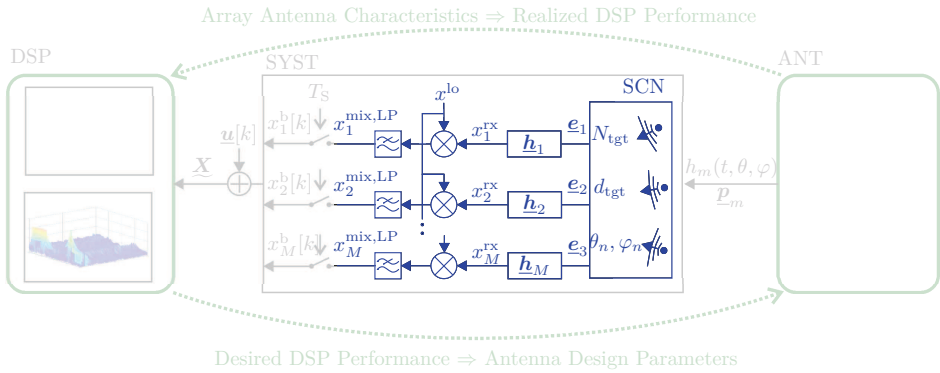 Array Antenna Characteristics ⇒ Realized DSP Performance
DSP
SYST
ANT
T_S
x^lo
SCN
x_1^b[k]
x_1^mix,LP
x_1^rx
h_1
e_1
N_tgt
u[k]
X
x_2^b[k]
x_2^mix,LP
x_2^rx
h_2
e_2
d_tgt
h_m(t, θ, φ)
p_m
x_M^b[k]
x_M^mix,LP
x_M^rx
h_M
e_3
θ_n, φ_n
Desired DSP Performance ⇒ Antenna Design Parameters